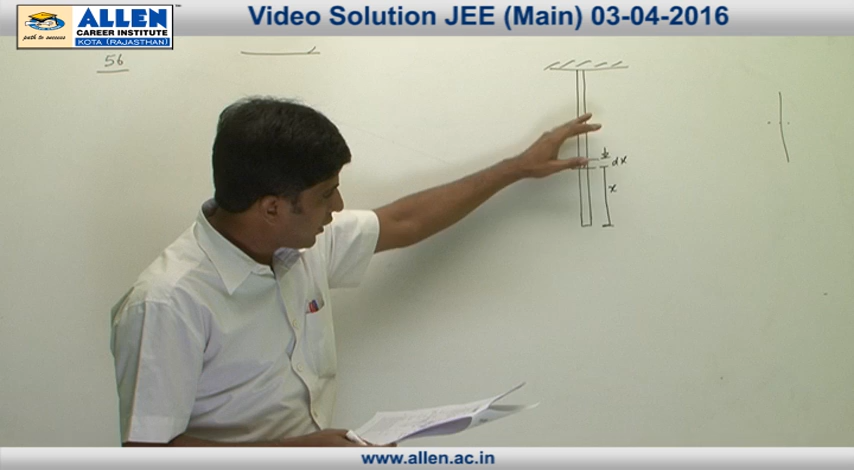 Video Solution JEE (Main) 03-04-2016
ALLEN
CAREER INSTITUTE
path to success
KOTA (RAJASTHAN)
56
dx
x
www.allen.ac.in